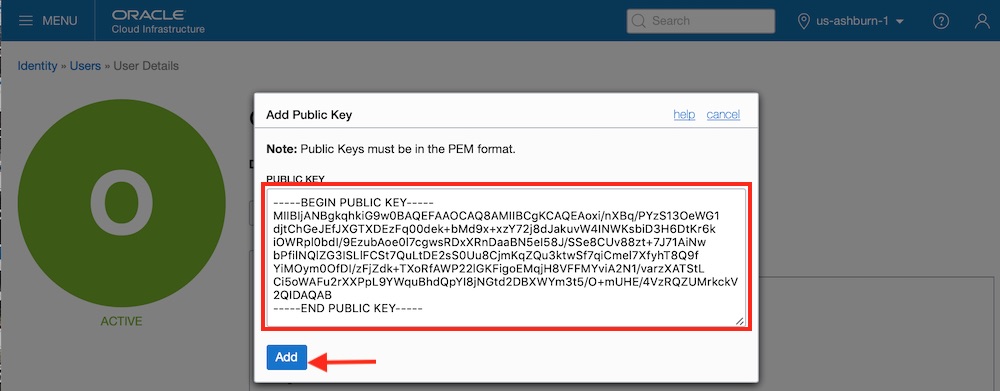 MENU
ORACLE
Cloud Infrastructure
Search
us-ashburn-1
Identity » Users » User Details
O
ACTIVE
Add Public Key
help
cancel
Note: Public Keys must be in the PEM format.
PUBLIC KEY
-----BEGIN PUBLIC KEY-----
MIIBIjANBgkqhkiG9w0BAQEFAAOCAQ8AMIIBCgKCAQEAoxi/nXBq/PYzS13OeWG1
djtChGeJEfJXGTXDEzFq00dek+bMd9x+xzY72j8dJakuvW4INWKsbiD3H6DtKr6k
iOWRpl0bdI/9EzubAoe0I7cgwsRDxXRnDaaBN5eI58J/SSe8CUv88zt+7J71AiNw
bPfiINQlZG3lSLlFCSt7QuLtDE2sS0Uu8CjmKqZQu3ktwSf7qiCmeI7XfyhT8Q9f
YiMOym0OfDI/zFjZdk+TXoRfAWP22lGKFigoEMqjH8VFFMYviA2N1/varzXATStL
Ci5oWAFu2rXXPpL9YWquBhdQpYI8jNGtd2DBXWYm3t5/O+mUHE/4VzRQZUMrkckV
2QIDAQAB
-----END PUBLIC KEY-----
Add